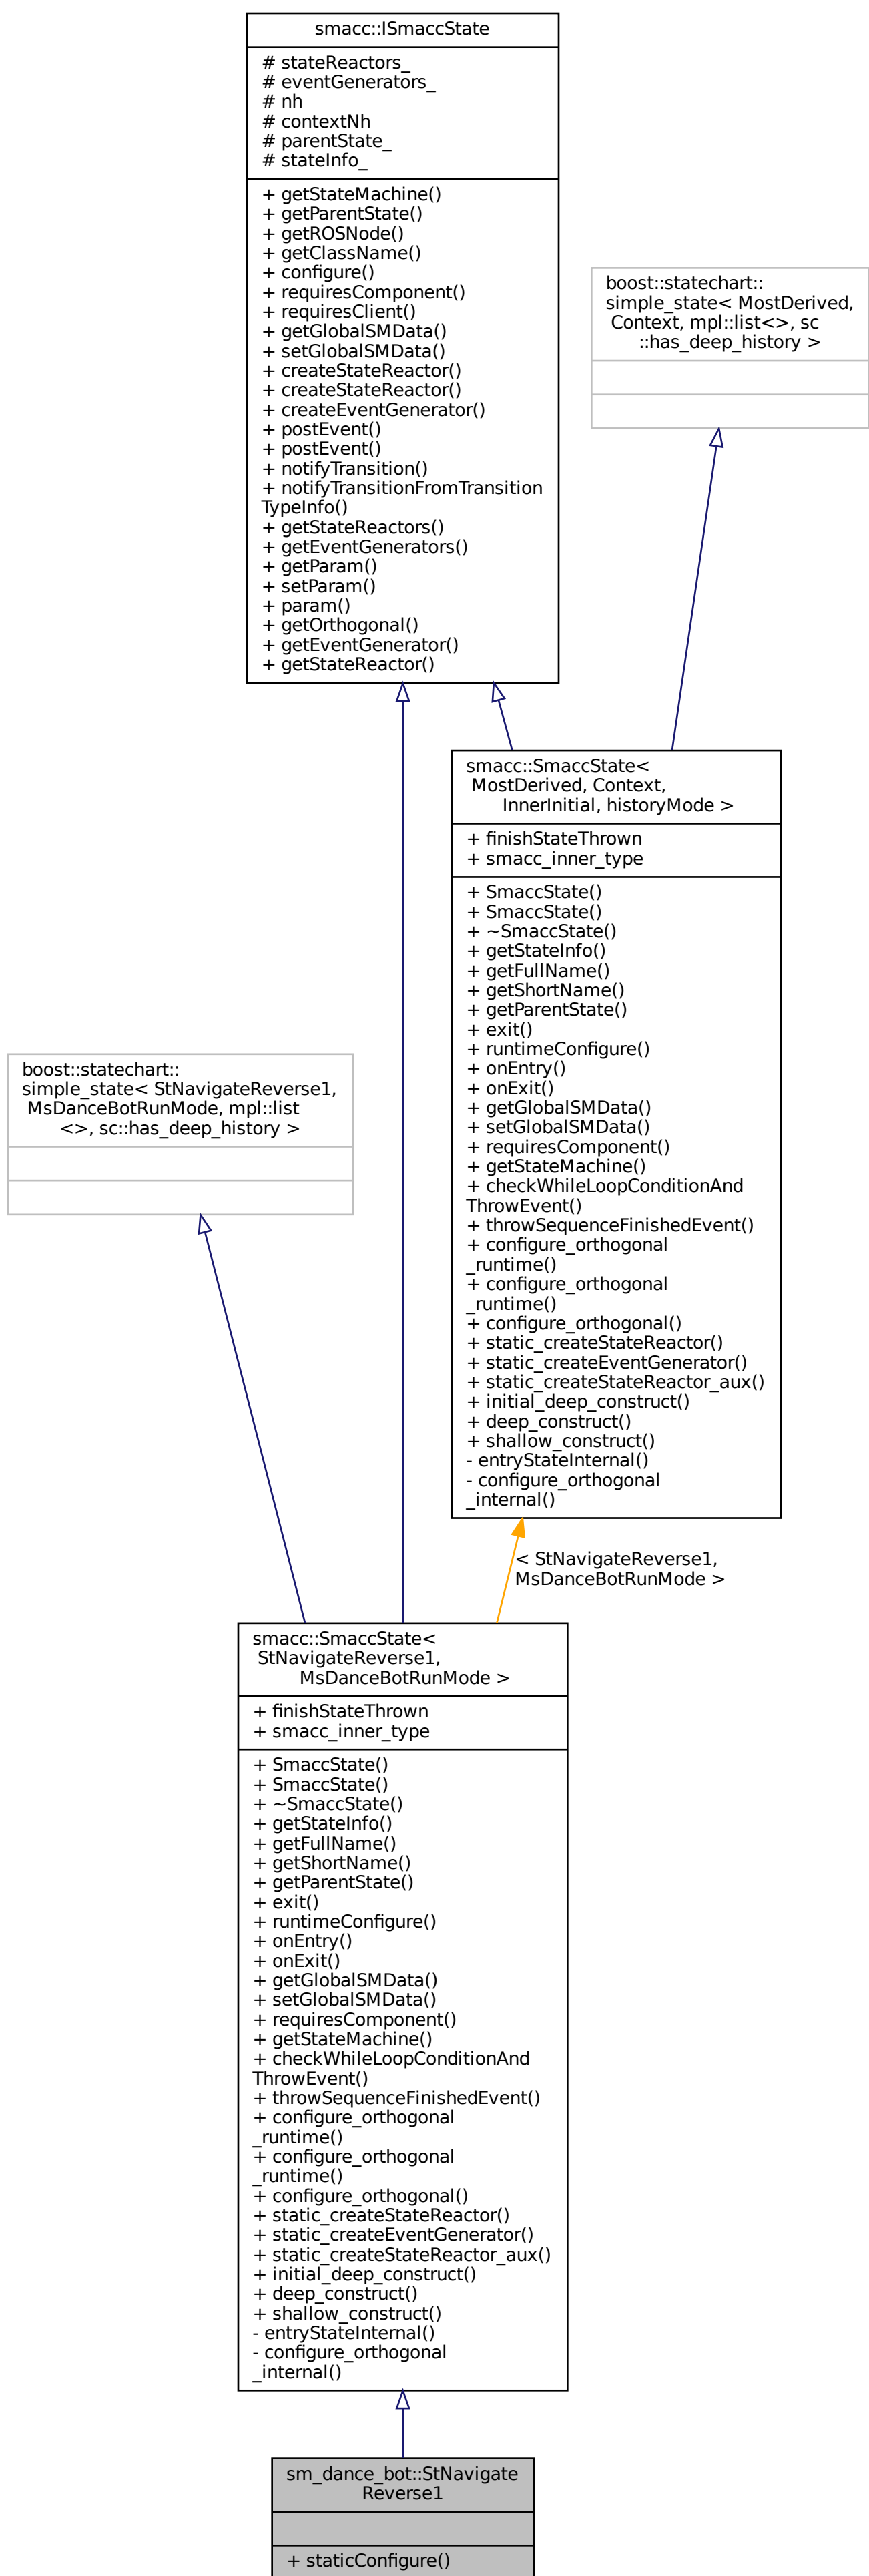 smacc::ISmaccState
# stateReactors_
# eventGenerators_
# nh
# contextNh
# parentState_
# stateInfo_
+ getStateMachine()
+ getParentState()
+ getROSNode()
+ getClassName()
+ configure()
+ requiresComponent()
+ requiresClient()
+ getGlobalSMData()
+ setGlobalSMData()
+ createStateReactor()
+ createStateReactor()
+ createEventGenerator()
+ postEvent()
+ postEvent()
+ notifyTransition()
+ notifyTransitionFromTransition
TypeInfo()
+ getStateReactors()
+ getEventGenerators()
+ getParam()
+ setParam()
+ param()
+ getOrthogonal()
+ getEventGenerator()
+ getStateReactor()
boost::statechart::
simple_state< MostDerived,
Context, mpl::list<>, sc
::has_deep_history >
smacc::SmaccState<
MostDerived, Context,
InnerInitial, historyMode >
+ finishStateThrown
+ smacc_inner_type
+ SmaccState()
+ SmaccState()
+ ~SmaccState()
+ getStateInfo()
+ getFullName()
+ getShortName()
+ getParentState()
+ exit()
+ runtimeConfigure()
+ onEntry()
+ onExit()
+ getGlobalSMData()
+ setGlobalSMData()
+ requiresComponent()
+ getStateMachine()
+ checkWhileLoopConditionAnd
ThrowEvent()
+ throwSequenceFinishedEvent()
+ configure_orthogonal
_runtime()
+ configure_orthogonal
_runtime()
+ configure_orthogonal()
+ static_createStateReactor()
+ static_createEventGenerator()
+ static_createStateReactor_aux()
+ initial_deep_construct()
+ deep_construct()
+ shallow_construct()
- entryStateInternal()
- configure_orthogonal
_internal()
boost::statechart::
simple_state< StNavigateReverse1,
MsDanceBotRunMode, mpl::list
<>, sc::has_deep_history >
< StNavigateReverse1,
MsDanceBotRunMode >
smacc::SmaccState<
StNavigateReverse1,
MsDanceBotRunMode >
+ finishStateThrown
+ smacc_inner_type
+ SmaccState()
+ SmaccState()
+ ~SmaccState()
+ getStateInfo()
+ getFullName()
+ getShortName()
+ getParentState()
+ exit()
+ runtimeConfigure()
+ onEntry()
+ onExit()
+ getGlobalSMData()
+ setGlobalSMData()
+ requiresComponent()
+ getStateMachine()
+ checkWhileLoopConditionAnd
ThrowEvent()
+ throwSequenceFinishedEvent()
+ configure_orthogonal
_runtime()
+ configure_orthogonal
_runtime()
+ configure_orthogonal()
+ static_createStateReactor()
+ static_createEventGenerator()
+ static_createStateReactor_aux()
+ initial_deep_construct()
+ deep_construct()
+ shallow_construct()
- entryStateInternal()
- configure_orthogonal
_internal()
sm_dance_bot::StNavigate
Reverse1
+ staticConfigure()